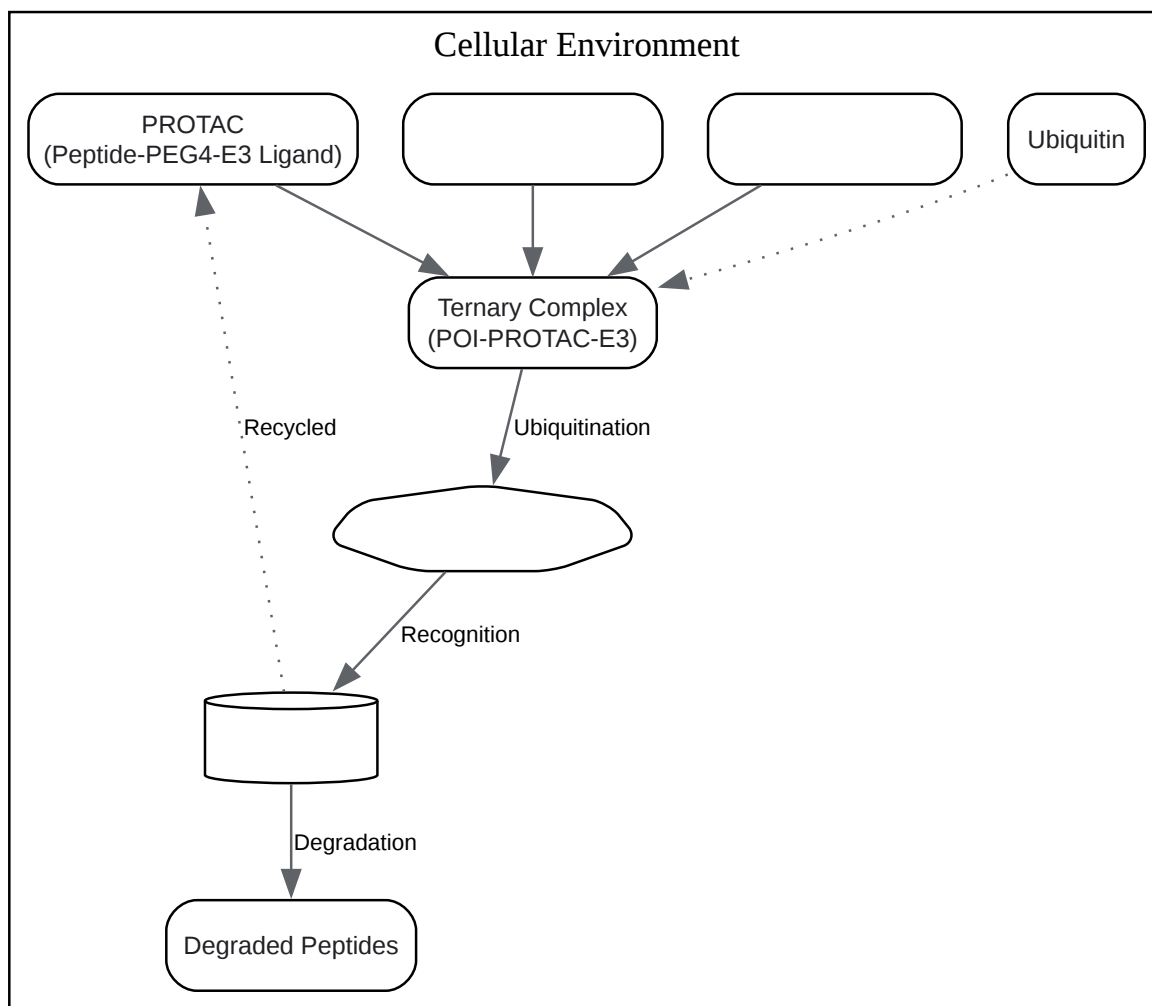 Cellular Environment
PROTAC
(Peptide-PEG4-E3 Ligand)
Ubiquitin
Ternary Complex
(POI-PROTAC-E3)
Recycled
Ubiquitination
Recognition
Degradation
Degraded Peptides